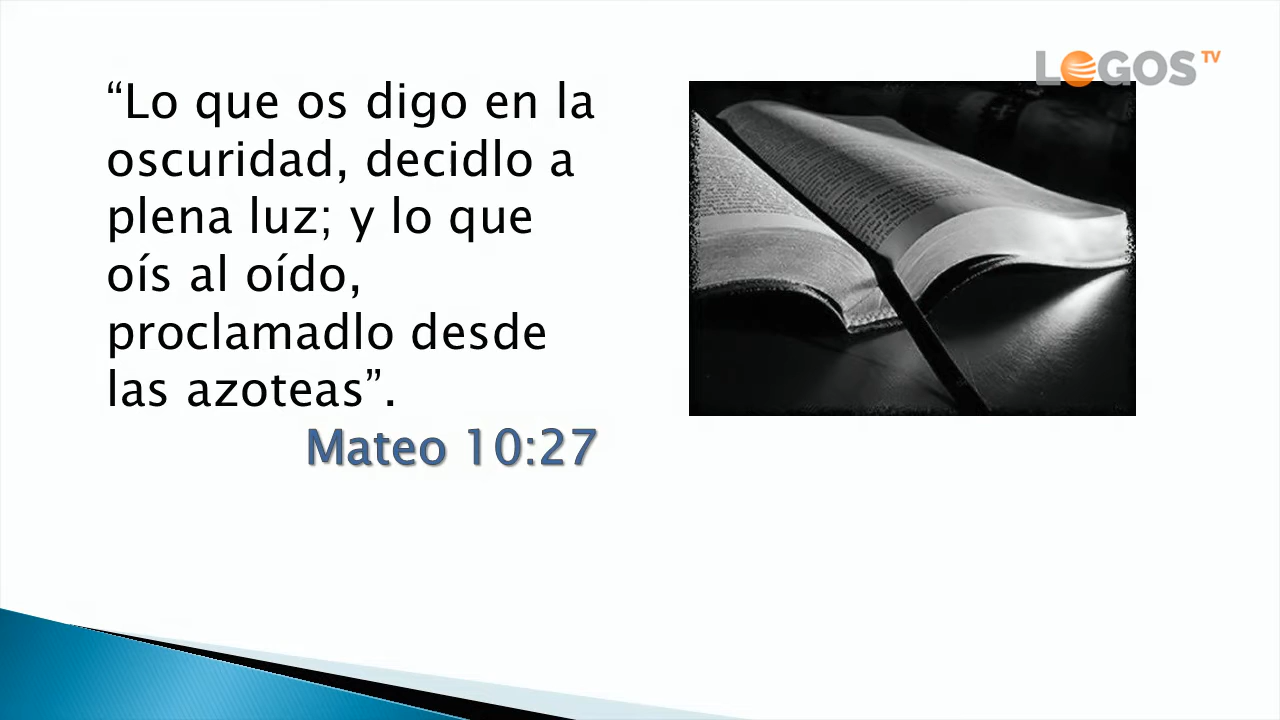 LOGOS TV
“Lo que os digo en la
oscuridad, decidlo a
plena luz; y lo que
oís al oído,
proclamadlo desde
las azoteas”.
Mateo 10:27